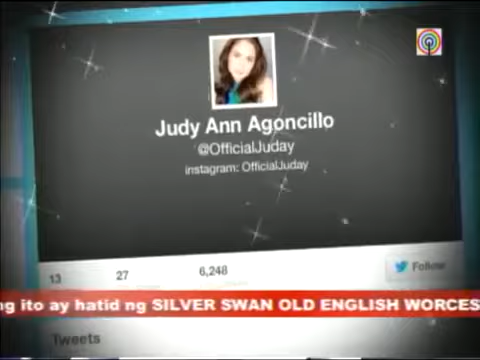 Judy Ann Agoncillo
@OfficialJuday
instagram: OfficialJuday
13
27
6,248
Follow
ng ito ay hatid ng SILVER SWAN OLD ENGLISH WORCES
Tweets